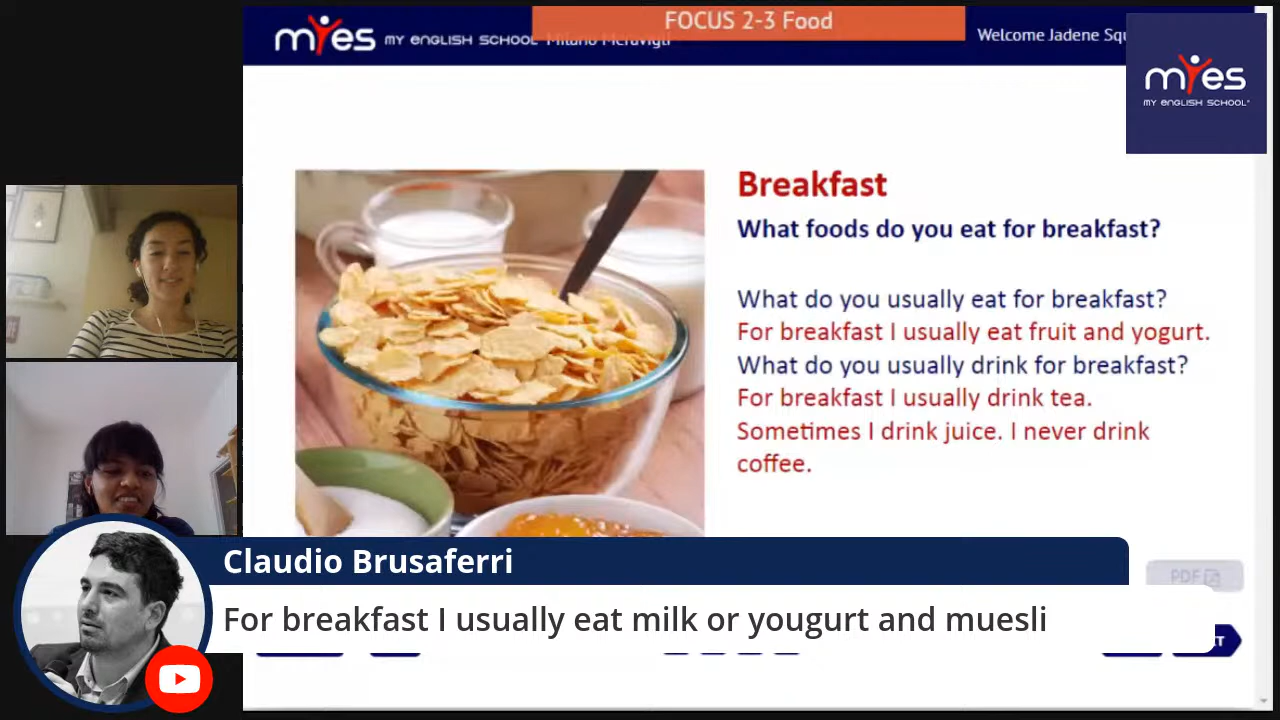 FOCUS 2-3 Food
myes MY ENGLISH SCHOOL Milano Meravigli
Welcome Jadene Squ
myes
MY ENGLISH SCHOOL
Breakfast
What foods do you eat for breakfast?
What do you usually eat for breakfast?
For breakfast I usually eat fruit and yogurt.
What do you usually drink for breakfast?
For breakfast I usually drink tea.
Sometimes I drink juice. I never drink
coffee.
PDF
Claudio Brusaferri
For breakfast I usually eat milk or yougurt and muesli